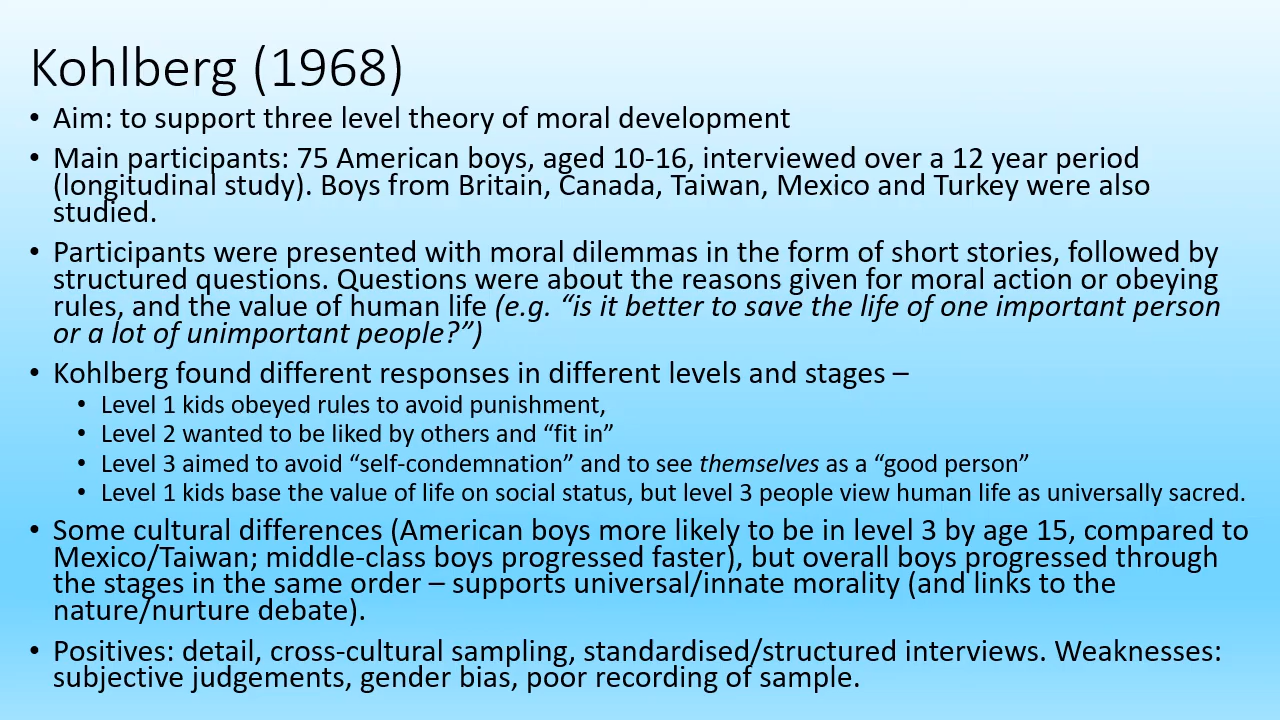 Kohlberg (1968)
• Aim: to support three level theory of moral development
• Main participants: 75 American boys, aged 10-16, interviewed over a 12 year period
(longitudinal study). Boys from Britain, Canada, Taiwan, Mexico and Turkey were also
studied.
• Participants were presented with moral dilemmas in the form of short stories, followed by
structured questions. Questions were about the reasons given for moral action or obeying
rules, and the value of human life (e.g. “is it better to save the life of one important person
or a lot of unimportant people?”)
• Kohlberg found different responses in different levels and stages –
• Level 1 kids obeyed rules to avoid punishment,
• Level 2 wanted to be liked by others and “fit in”
• Level 3 aimed to avoid “self-condemnation” and to see themselves as a “good person”
• Level 1 kids base the value of life on social status, but level 3 people view human life as universally sacred.
• Some cultural differences (American boys more likely to be in level 3 by age 15, compared to
Mexico/Taiwan; middle-class boys progressed faster), but overall boys progressed through
the stages in the same order – supports universal/innate morality (and links to the
nature/nurture debate).
• Positives: detail, cross-cultural sampling, standardised/structured interviews. Weaknesses:
subjective judgements, gender bias, poor recording of sample.